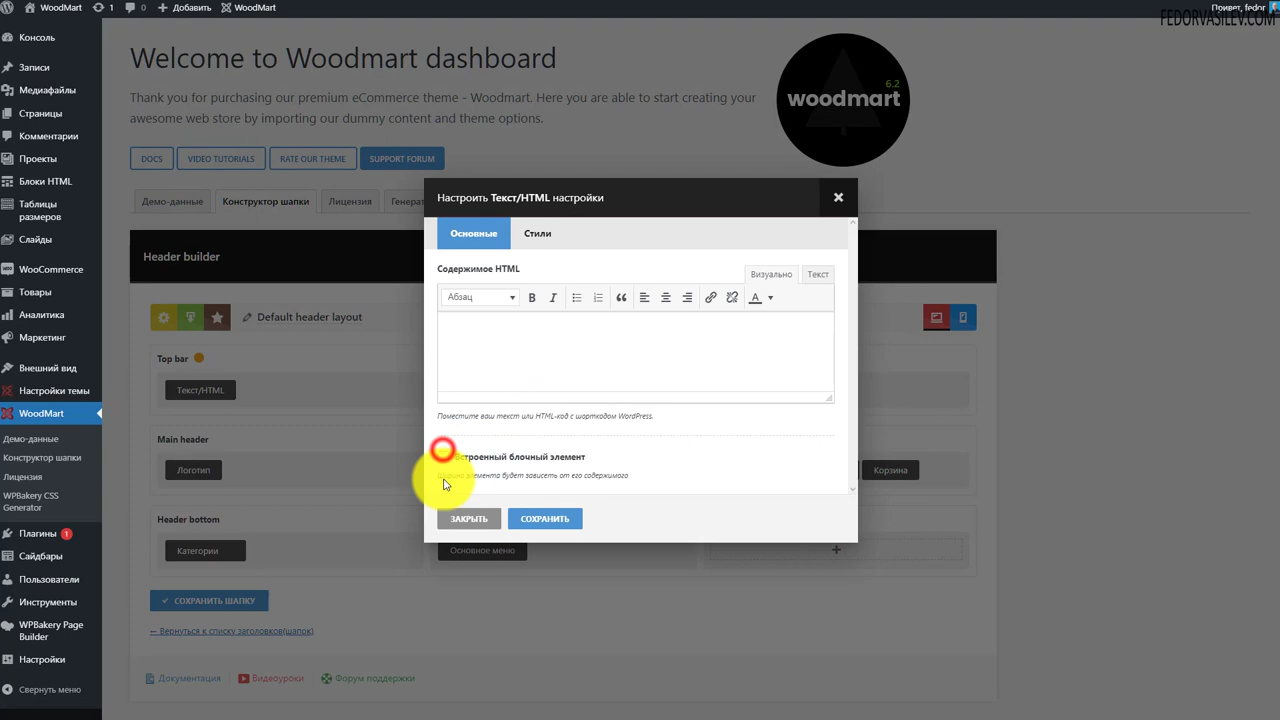 WoodMart
1
0
Добавить
WoodMart
Привет, fedor
FEDORVASILEV.COM
Консоль
Записи
Медиафайлы
Страницы
Комментарии
Проекты
Блоки HTML
Таблицы
размеров
Слайды
WooCommerce
Товары
Аналитика
Маркетинг
Внешний вид
Настройки темы
WoodMart
Демо-данные
Конструктор шапки
Лицензия
WPBakery CSS
Generator
Плагины 1
Сайдбары
Пользователи
Инструменты
WPBakery Page
Builder
Настройки
Свернуть меню
Welcome to Woodmart dashboard
Thank you for purchasing our premium eCommerce theme - Woodmart. Here you are able to start creating your
awesome web store by importing our dummy content and theme options.
6.2
woodmart
DOCS
VIDEO TUTORIALS
RATE OUR THEME
SUPPORT FORUM
Демо-данные
Конструктор шапки
Лицензия
Header builder
Default header layout
Top bar
Текст/HTML
Main header
Логотип
Корзина
Header bottom
Категории
Основное меню
+
СОХРАНИТЬ ШАПКУ
← Вернуться к списку заголовков(шапок)
Документация
Видеоуроки
Форум поддержки
Настроить Текст/HTML настройки
Основные
Стили
Содержимое HTML
Визуально
Текст
Абзац
B
I
A
Поместите ваш текст или HTML-код с шорткодом WordPress.
блочный элемент
элемента будет зависеть от его содержимого
ЗАКРЫТЬ
СОХРАНИТЬ